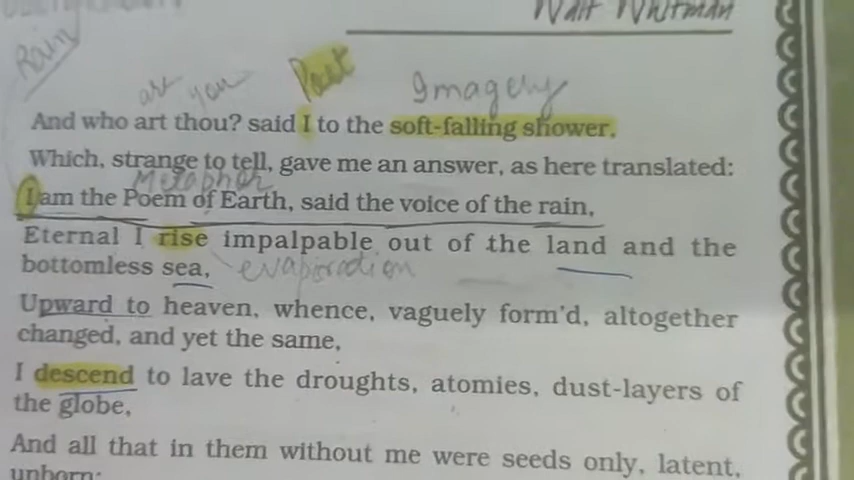 Walt Whitman
Rain
art you
Poet
Imagery
And who art thou? said I to the soft-falling shower,
Which, strange to tell, gave me an answer, as here translated:
Metaphor
I am the Poem of Earth, said the voice of the rain,
Eternal I rise impalpable out of the land and the
bottomless sea,
evaporation
Upward to heaven, whence, vaguely form'd, altogether
changed, and yet the same,
I descend to lave the droughts, atomies, dust-layers of
the globe,
And all that in them without me were seeds only, latent,
unborn;